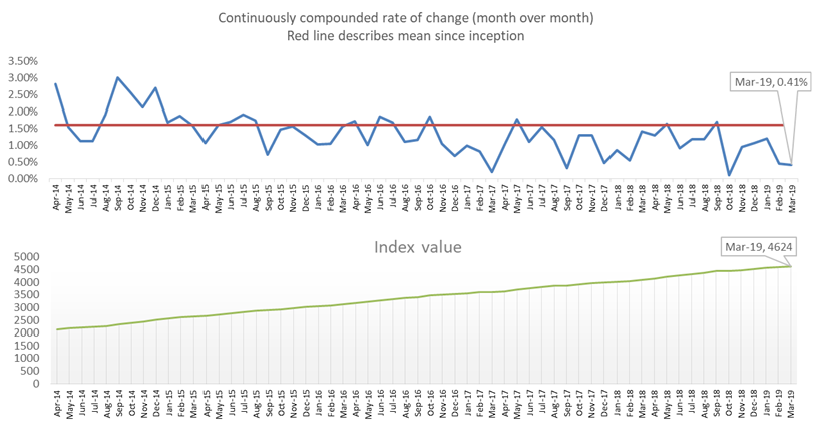 Continuously compounded rate of change (month over month)
Red line describes mean since inception
3.50%
3.00%
2.50%
2.00%
1.50%
1.00%
0.50%
0.00%
Mar-19, 0.41%
Apr-14 May-14 Jun-14 Jul-14 Aug-14 Sep-14 Oct-14 Nov-14 Dec-14 Jan-15 Feb-15 Mar-15 Apr-15 May-15 Jun-15 Jul-15 Aug-15 Sep-15 Oct-15 Nov-15 Dec-15 Jan-16 Feb-16 Mar-16 Apr-16 May-16 Jun-16 Jul-16 Aug-16 Sep-16 Oct-16 Nov-16 Dec-16 Jan-17 Feb-17 Mar-17 Apr-17 May-17 Jun-17 Jul-17 Aug-17 Sep-17 Oct-17 Nov-17 Dec-17 Jan-18 Feb-18 Mar-18 Apr-18 May-18 Jun-18 Jul-18 Aug-18 Sep-18 Oct-18 Nov-18 Dec-18 Jan-19 Feb-19 Mar-19
Index value
Mar-19, 4624
5000
4500
4000
3500
3000
2500
2000
1500
1000
500
0
Apr-14 May-14 Jun-14 Jul-14 Aug-14 Sep-14 Oct-14 Nov-14 Dec-14 Jan-15 Feb-15 Mar-15 Apr-15 May-15 Jun-15 Jul-15 Aug-15 Sep-15 Oct-15 Nov-15 Dec-15 Jan-16 Feb-16 Mar-16 Apr-16 May-16 Jun-16 Jul-16 Aug-16 Sep-16 Oct-16 Nov-16 Dec-16 Jan-17 Feb-17 Mar-17 Apr-17 May-17 Jun-17 Jul-17 Aug-17 Sep-17 Oct-17 Nov-17 Dec-17 Jan-18 Feb-18 Mar-18 Apr-18 May-18 Jun-18 Jul-18 Aug-18 Sep-18 Oct-18 Nov-18 Dec-18 Jan-19 Feb-19 Mar-19